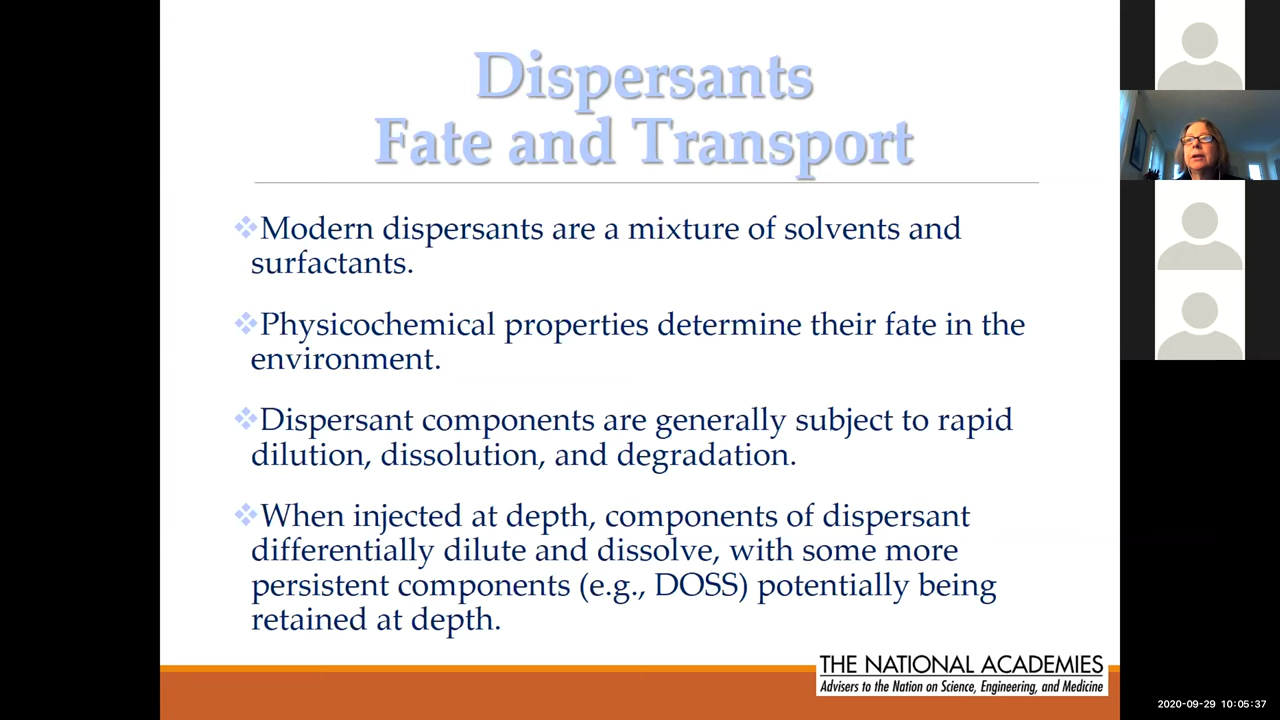 Dispersants
Fate and Transport
❖Modern dispersants are a mixture of solvents and
surfactants.
❖Physicochemical properties determine their fate in the
environment.
❖Dispersant components are generally subject to rapid
dilution, dissolution, and degradation.
❖When injected at depth, components of dispersant
differentially dilute and dissolve, with some more
persistent components (e.g., DOSS) potentially being
retained at depth.
THE NATIONAL ACADEMIES
Advisers to the Nation on Science, Engineering, and Medicine
2020-09-29 10:05:37